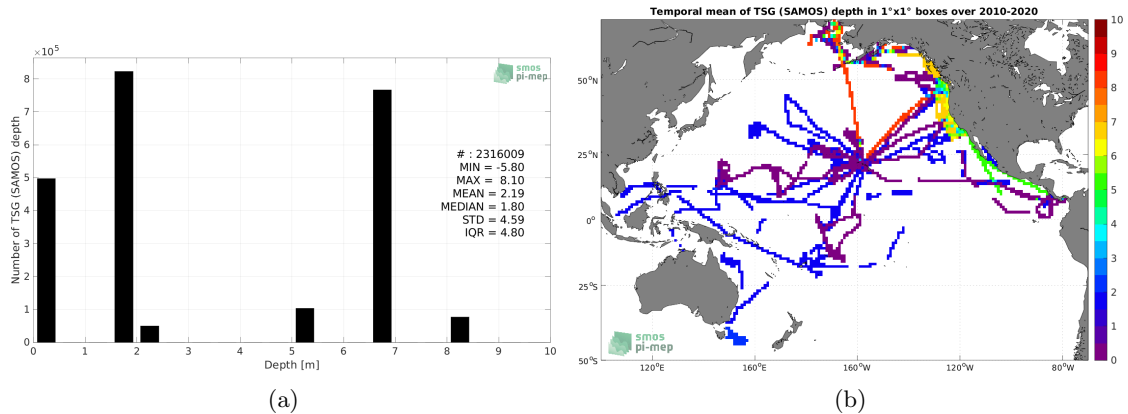 ×10⁵
smos
pi-mep
8
7
6
5
4
3
2
1
0
Number of TSG (SAMOS) depth
# : 2316009
MIN = -5.80
MAX = 8.10
MEAN = 2.19
MEDIAN = 1.80
STD = 4.59
IQR = 4.80
0 1 2 3 4 5 6 7 8 9 10
Depth [m]
(a)
Temporal mean of TSG (SAMOS) depth in 1°x1° boxes over 2010-2020
50°N
25°N
0°
25°S
50°S
120°E 160°E 160°W 120°W 80°W
smos
pi-mep
10
9
8
7
6
5
4
3
2
1
0
(b)